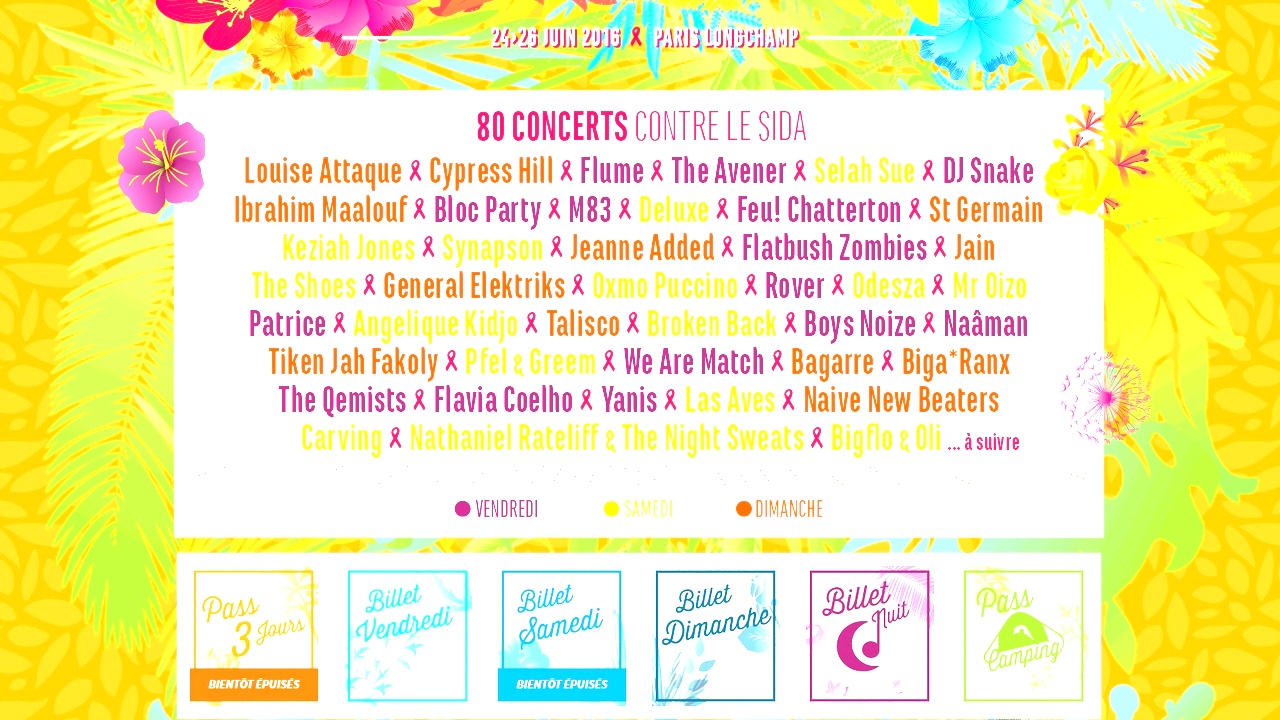 24>26 JUIN 2016 PARIS LONGCHAMP
80 CONCERTS CONTRE LE SIDA
Louise Attaque Cypress Hill Flume The Avener Selah Sue DJ Snake
Ibrahim Maalouf Bloc Party M83 Deluxe Feu! Chatterton St Germain
Keziah Jones Synapson Jeanne Added Flatbush Zombies Jain
The Shoes General Elektriks Oxmo Puccino Rover Odesza Mr Oizo
Patrice Angelique Kidjo Talisco Broken Back Boys Noize Naâman
Tiken Jah Fakoly Pfel & Greem We Are Match Bagarre Biga*Ranx
The Qemists Flavia Coelho Yanis Las Aves Naive New Beaters
Carving Nathaniel Rateliff & The Night Sweats Bigflo & Oli ... à suivre
VENDREDI SAMEDI DIMANCHE
Pass 3 Jours
BIENTÔT ÉPUISÉS
Billet Vendredi
Billet Samedi
BIENTÔT ÉPUISÉS
Billet Dimanche
Billet Nuit
Pass Camping